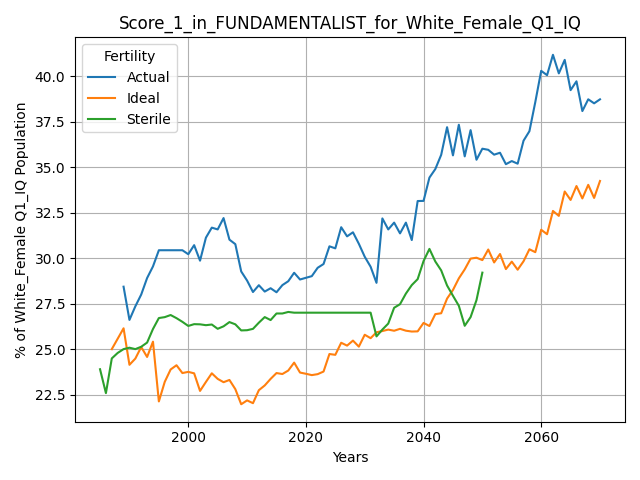 Score_1_in_FUNDAMENTALIST_for_White_Female_Q1_IQ
Fertility
Actual
Ideal
Sterile
% of White_Female Q1_IQ Population
40.0
37.5
35.0
32.5
30.0
27.5
25.0
22.5
2000
2020
2040
2060
Years